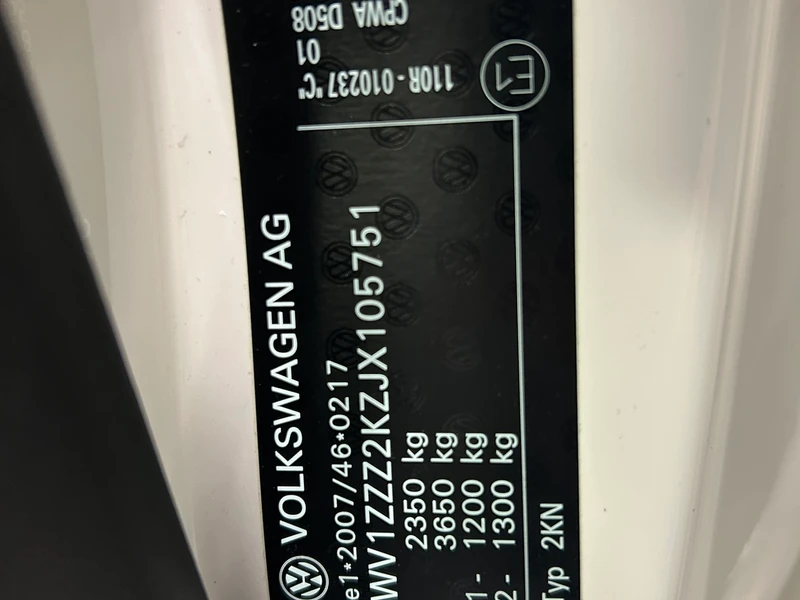 VOLKSWAGEN AG
e1*2007/46*0217
WV1ZZZ2KZJX105751
2350 kg
3650 kg
1- 1200 kg
2- 1300 kg
Typ 2KN
E1
110R-010237 "C"
01
CPWA D508